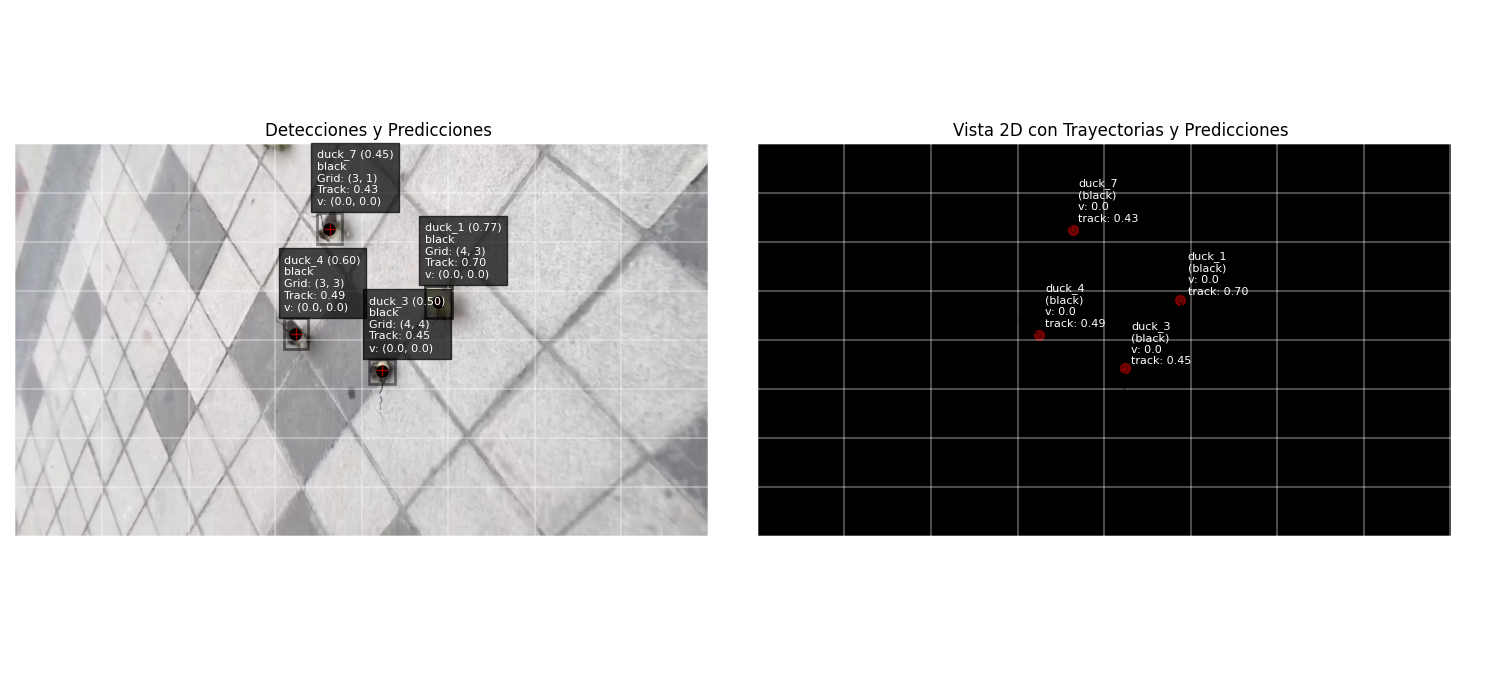 Detecciones y Predicciones
duck_7 (0.45)
black
Grid: (3, 1)
Track: 0.43
v: (0.0, 0.0)
duck_1 (0.77)
black
Grid: (4, 3)
Track: 0.70
v: (0.0, 0.0)
duck_4 (0.60)
black
Grid: (3, 3)
Track: 0.49
v: (0.0, 0.0)
duck_3 (0.50)
black
Grid: (4, 4)
Track: 0.45
v: (0.0, 0.0)
Vista 2D con Trayectorias y Predicciones
duck_7
(black)
v: 0.0
track: 0.43
duck_1
(black)
v: 0.0
track: 0.70
duck_4
(black)
v: 0.0
track: 0.49
duck_3
(black)
v: 0.0
track: 0.45